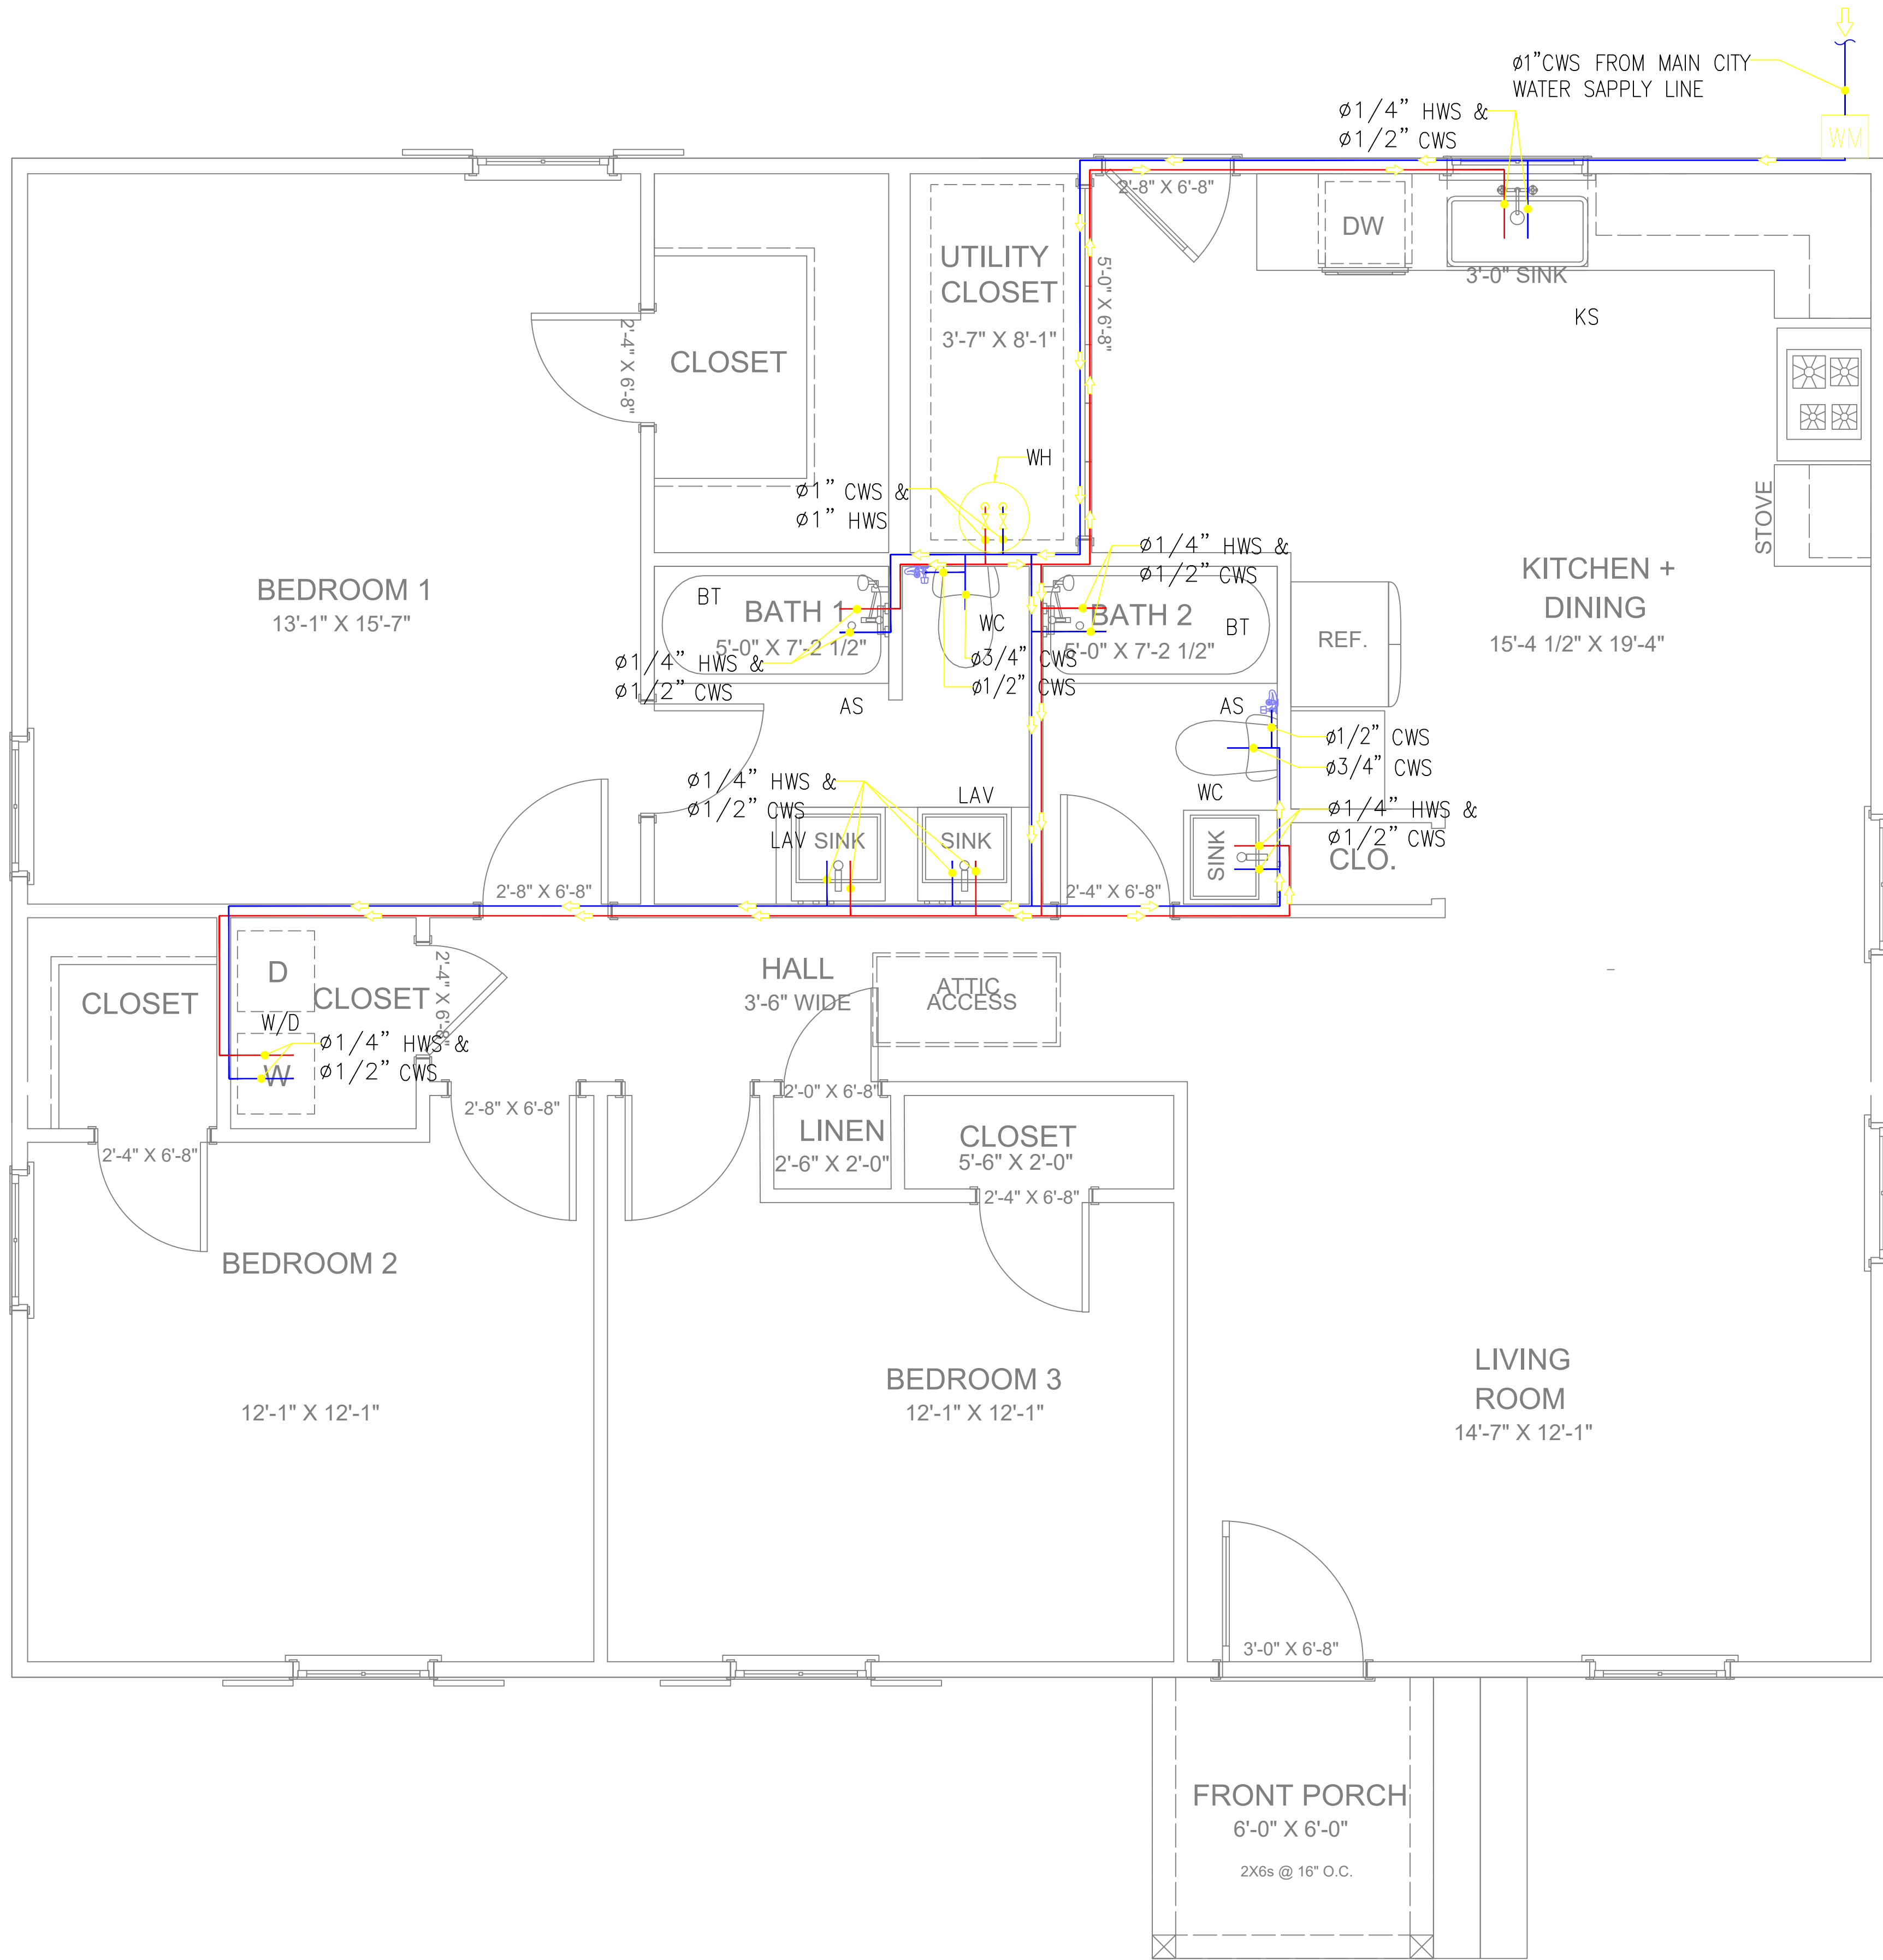 ø1”CWS FROM MAIN CITY
WATER SAPPLY LINE
ø1/4” HWS &
ø1/2” CWS
WM
2'-8" X 6'-8"
DW
3'-0" SINK
KS
UTILITY
CLOSET
3'-7" X 8'-1"
5'-0" X 6'-8"
2'-4" X 6'-8"
CLOSET
WH
ø1” CWS &
ø1” HWS
STOVE
BEDROOM 1
13'-1" X 15'-7"
BT
BATH 1
5'-0" X 7'-2 1/2"
ø1/4” HWS &
ø1/2” CWS
WC
ø3/4” CWS
ø1/2” CWS
ø1/4” HWS &
ø1/2” CWS
BATH 2
BT
5'-0" X 7'-2 1/2"
REF.
KITCHEN +
DINING
15'-4 1/2" X 19'-4"
AS
AS
ø1/2” CWS
ø3/4” CWS
WC
ø1/4” HWS &
ø1/2” CWS
LAV
LAV
SINK
SINK
SINK
ø1/4” HWS &
ø1/2” CWS
CLO.
2'-8" X 6'-8"
2'-4" X 6'-8"
CLOSET
D
CLOSET
2'-4" X 6'-8"
W/D
W
ø1/4” HWS &
ø1/2” CWS
HALL
3'-6" WIDE
ATTIC
ACCESS
2'-4" X 6'-8"
2'-8" X 6'-8"
2'-0" X 6'-8"
LINEN
2'-6" X 2'-0"
CLOSET
5'-6" X 2'-0"
2'-4" X 6'-8"
BEDROOM 2
12'-1" X 12'-1"
BEDROOM 3
12'-1" X 12'-1"
LIVING
ROOM
14'-7" X 12'-1"
3'-0" X 6'-8"
FRONT PORCH
6'-0" X 6'-0"
2X6s @ 16" O.C.